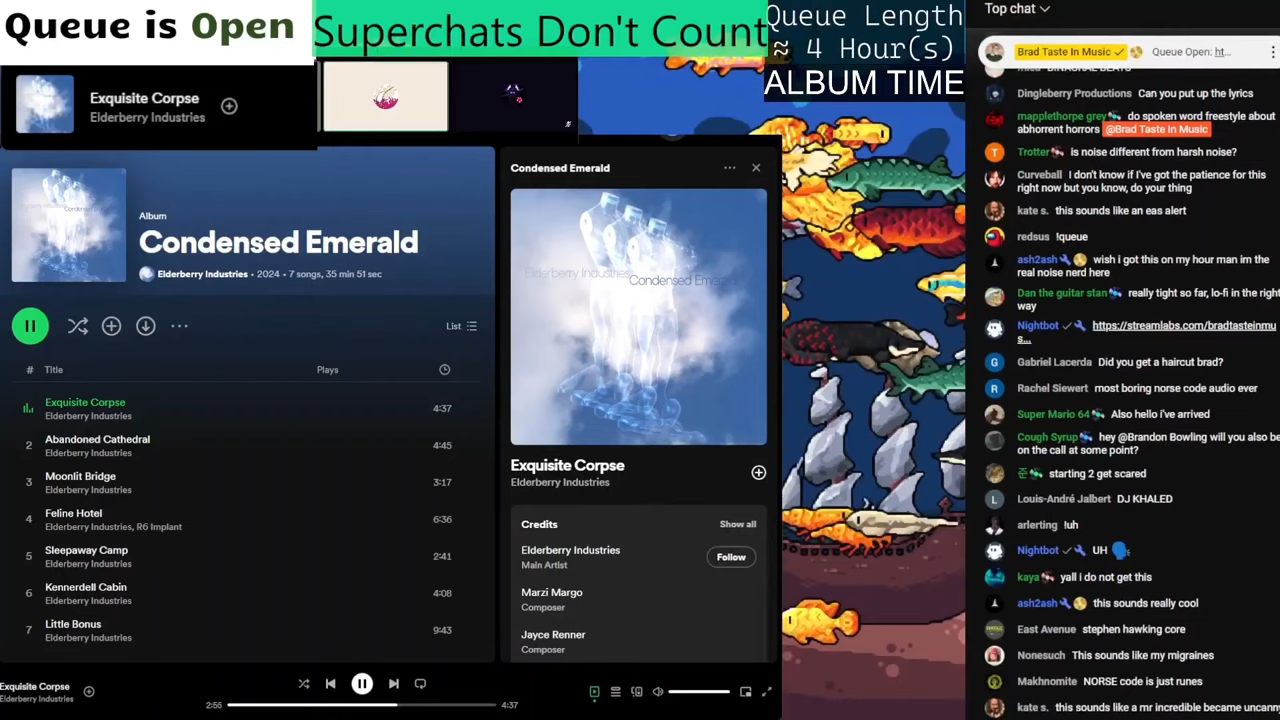 Queue is Open
Superchats Don't Count
Queue Length
≈ 4 Hour(s)
ALBUM TIME
Exquisite Corpse
Elderberry Industries
Album
Condensed Emerald
Elderberry Industries • 2024 • 7 songs, 35 min 51 sec
List
# Title Plays
Exquisite Corpse
Elderberry Industries
4:37
2 Abandoned Cathedral
Elderberry Industries
4:45
3 Moonlit Bridge
Elderberry Industries
3:17
4 Feline Hotel
Elderberry Industries, R6 Implant
6:36
5 Sleepaway Camp
Elderberry Industries
2:41
6 Kennerdell Cabin
Elderberry Industries
4:08
7 Little Bonus
Elderberry Industries
9:43
Condensed Emerald
Elderberry Industries
Condensed Emerald
Exquisite Corpse
Elderberry Industries
Credits Show all
Elderberry Industries
Main Artist
Follow
Marzi Margo
Composer
Jayce Renner
Composer
Exquisite Corpse
Elderberry Industries
2:56
4:37
Top chat
Brad Taste In Music Queue Open: ht...
Dingleberry Productions Can you put up the lyrics
mapplethorpe grey do spoken word freestyle about
abhorrent horrors @Brad Taste In Music
Trotter is noise different from harsh noise?
Curveball I don't know if I've got the patience for this
right now but you know, do your thing
kate s. this sounds like an eas alert
redsus !queue
ash2ash wish i got this on my hour man im the
real noise nerd here
Dan the guitar stan really tight so far, lo-fi in the right
way
Nightbot https://streamlabs.com/bradtasteinmu
s...
Gabriel Lacerda Did you get a haircut brad?
Rachel Siewert most boring norse code audio ever
Super Mario 64 Also hello i've arrived
Cough Syrup hey @Brandon Bowling will you also be
on the call at some point?
준 starting 2 get scared
Louis-André Jalbert DJ KHALED
arlerting !uh
Nightbot UH
kaya yall i do not get this
ash2ash this sounds really cool
East Avenue stephen hawking core
Nonesuch This sounds like my migraines
Makhnomite NORSE code is just runes
kate s. this sounds like a mr incredible became uncanny